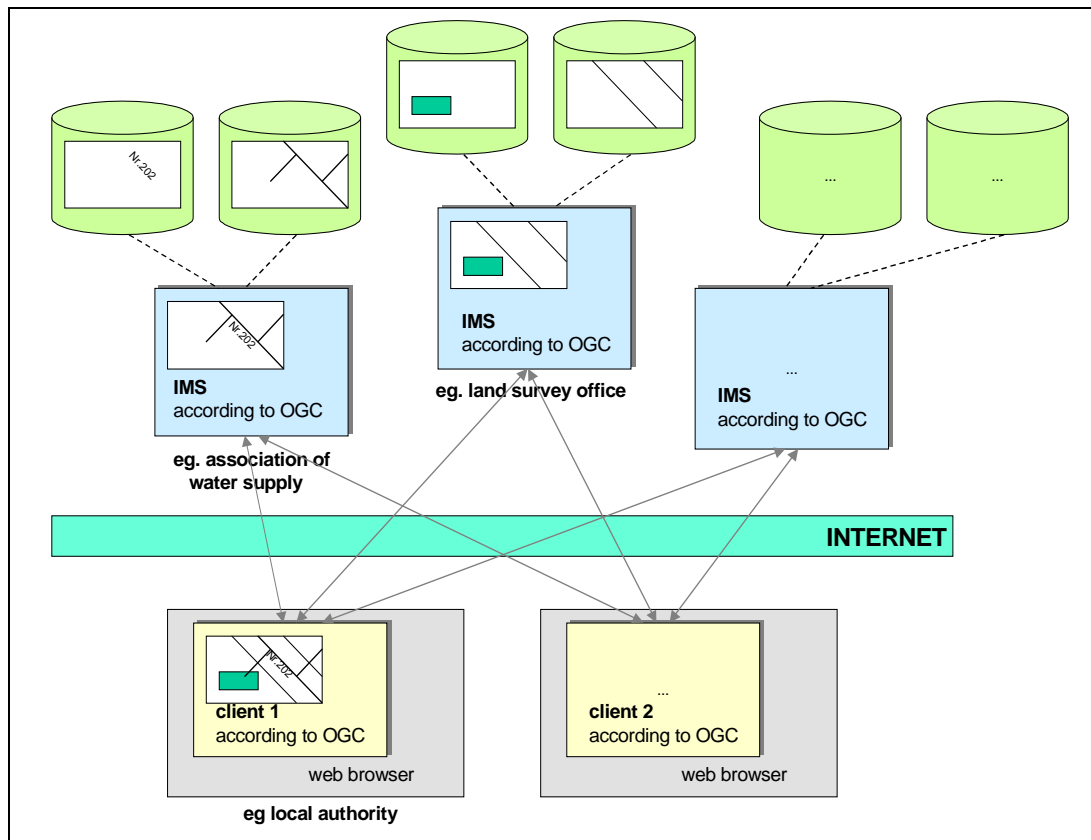 Nr.202
...
...
Nr.202
IMS
according to OGC
eg. association of
water supply
IMS
according to OGC
eg. land survey office
...
IMS
according to OGC
INTERNET
Nr.202
client 1
according to OGC
web browser
eg local authority
...
client 2
according to OGC
web browser